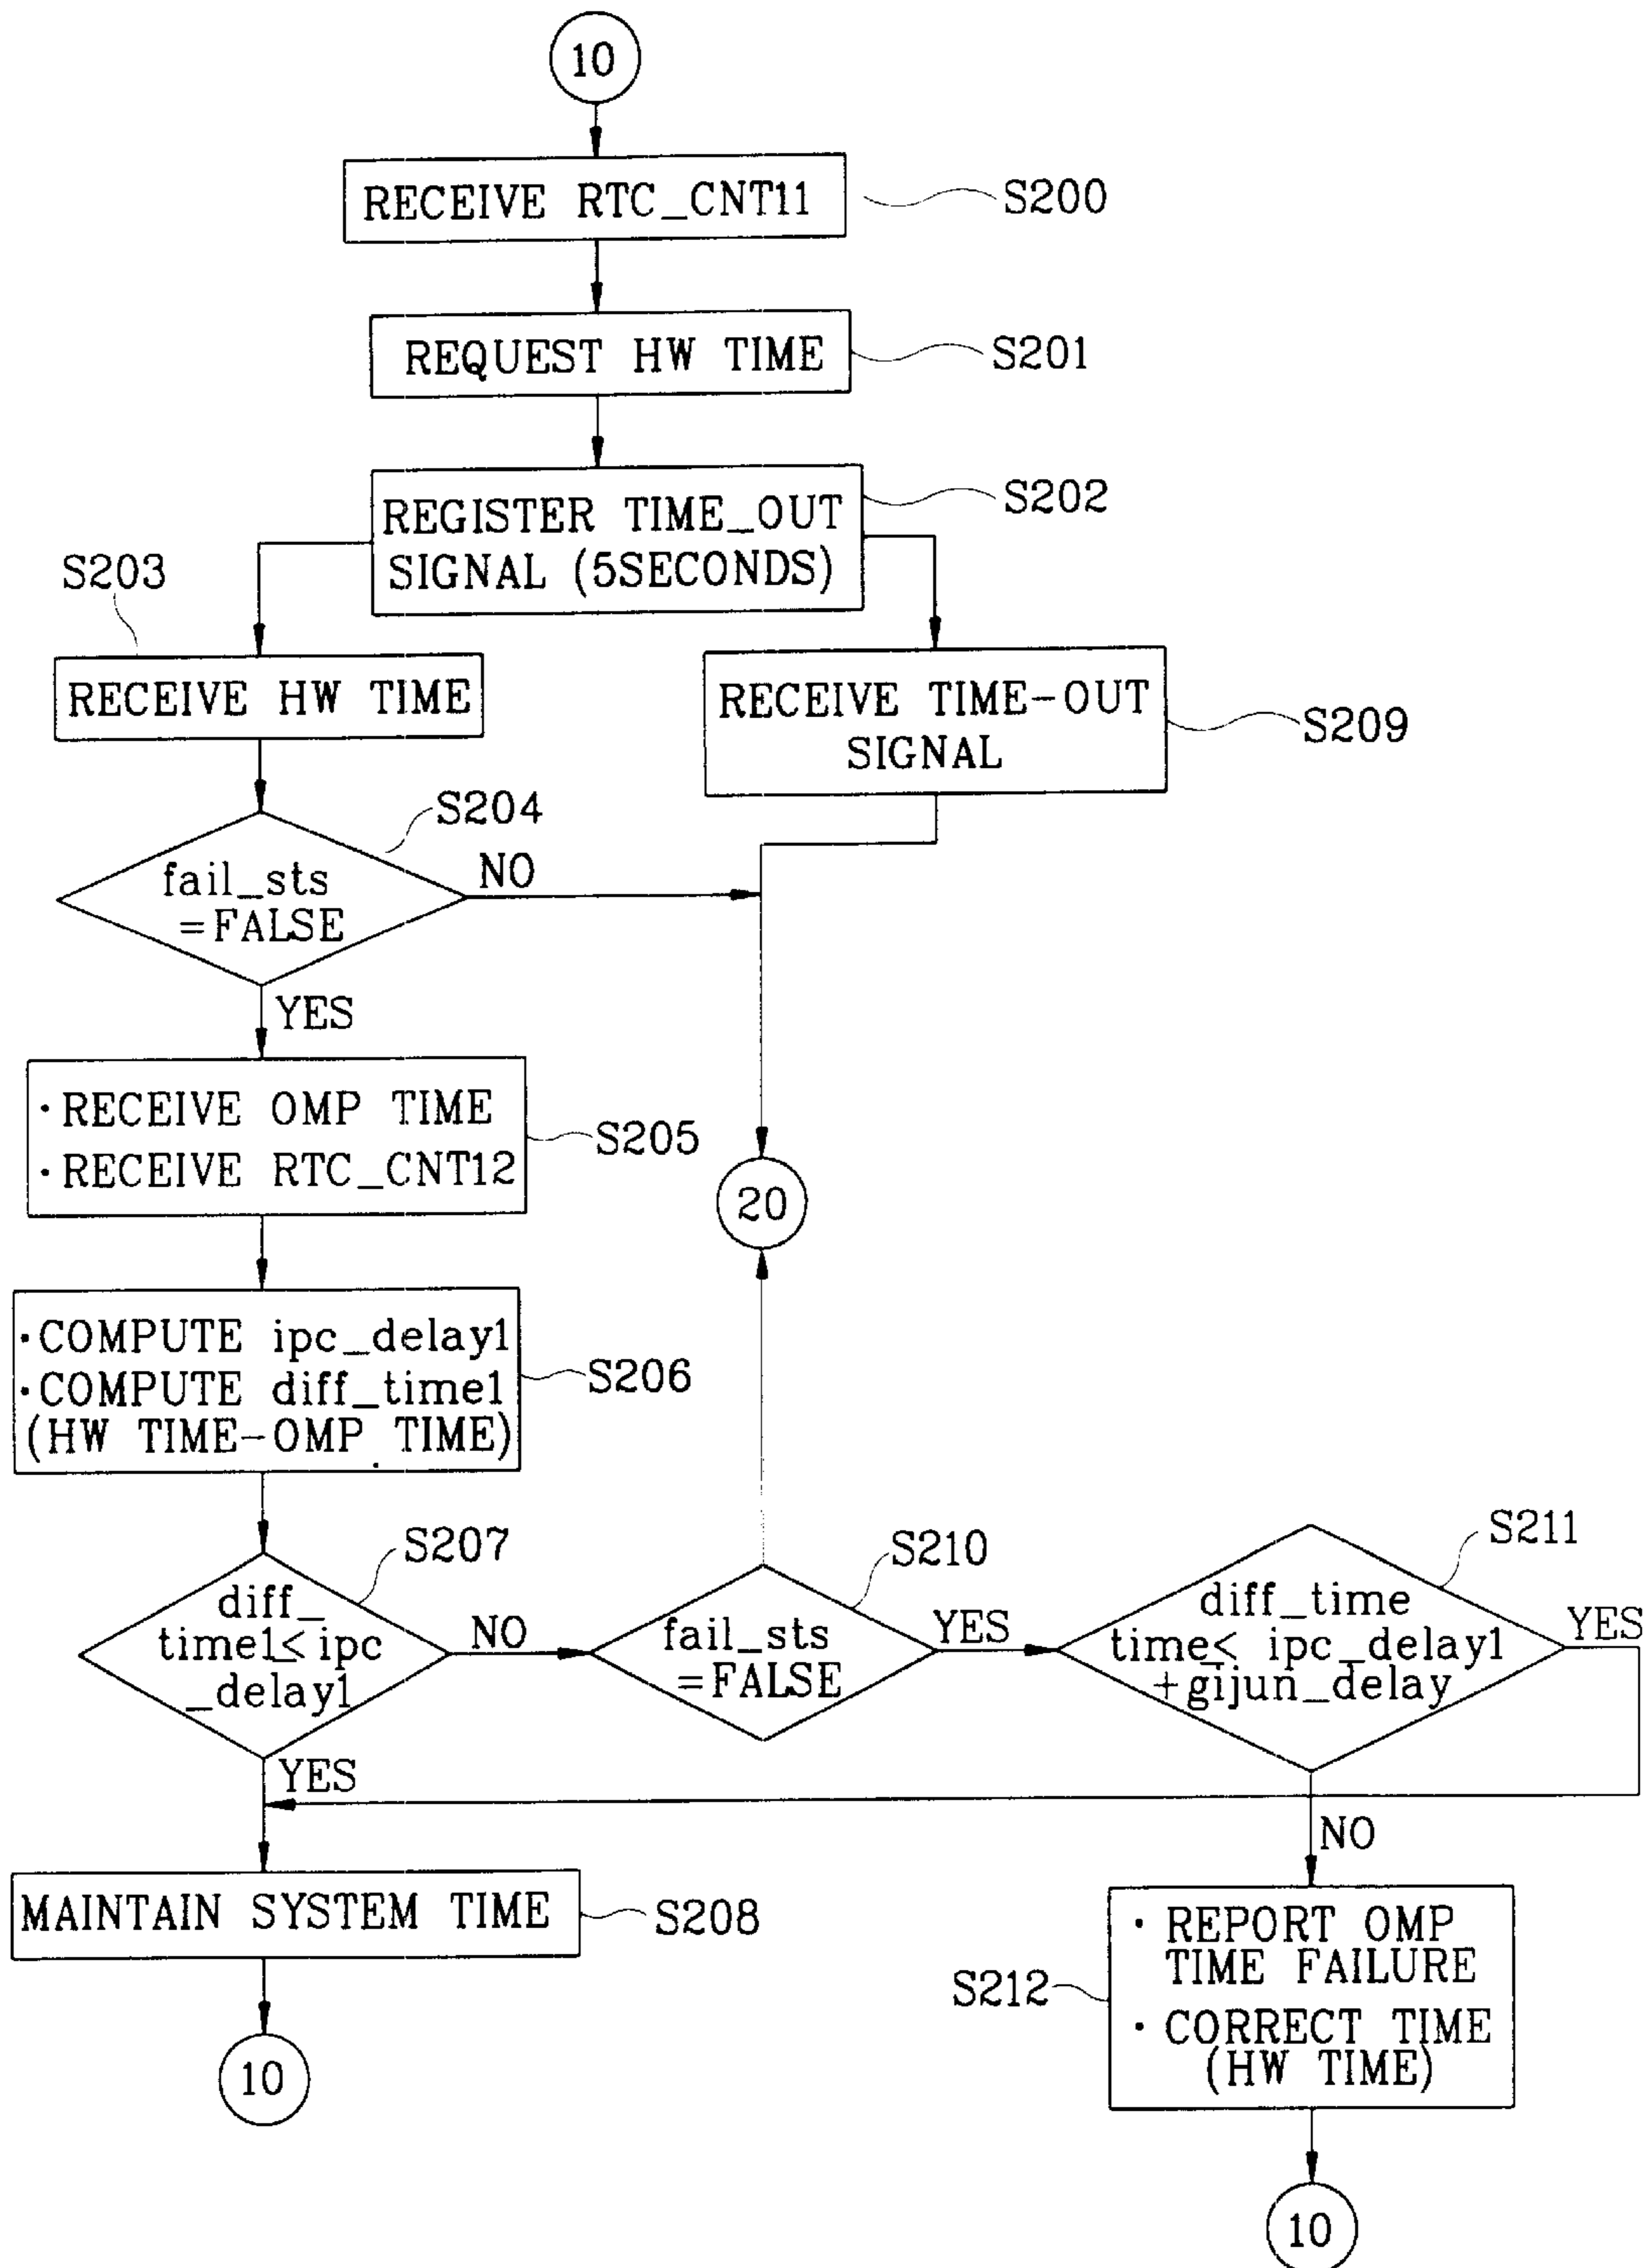 10
RECEIVE RTC_CNT11
S200
REQUEST HW TIME
S201
REGISTER TIME_OUT
SIGNAL (5SECONDS)
S202
S203
RECEIVE HW TIME
RECEIVE TIME-OUT
SIGNAL
S209
S204
fail_sts
=FALSE
NO
YES
· RECEIVE OMP TIME
· RECEIVE RTC_CNT12
S205
20
· COMPUTE ipc_delay1
· COMPUTE diff_time1
(HW TIME-OMP TIME)
S206
S207
diff_
time1≤ipc
_delay1
NO
YES
S210
fail_sts
=FALSE
YES
S211
diff_time
time≤ ipc_delay1
+gijun_delay
YES
NO
MAINTAIN SYSTEM TIME
S208
10
· REPORT OMP
TIME FAILURE
· CORRECT TIME
(HW TIME)
S212
10